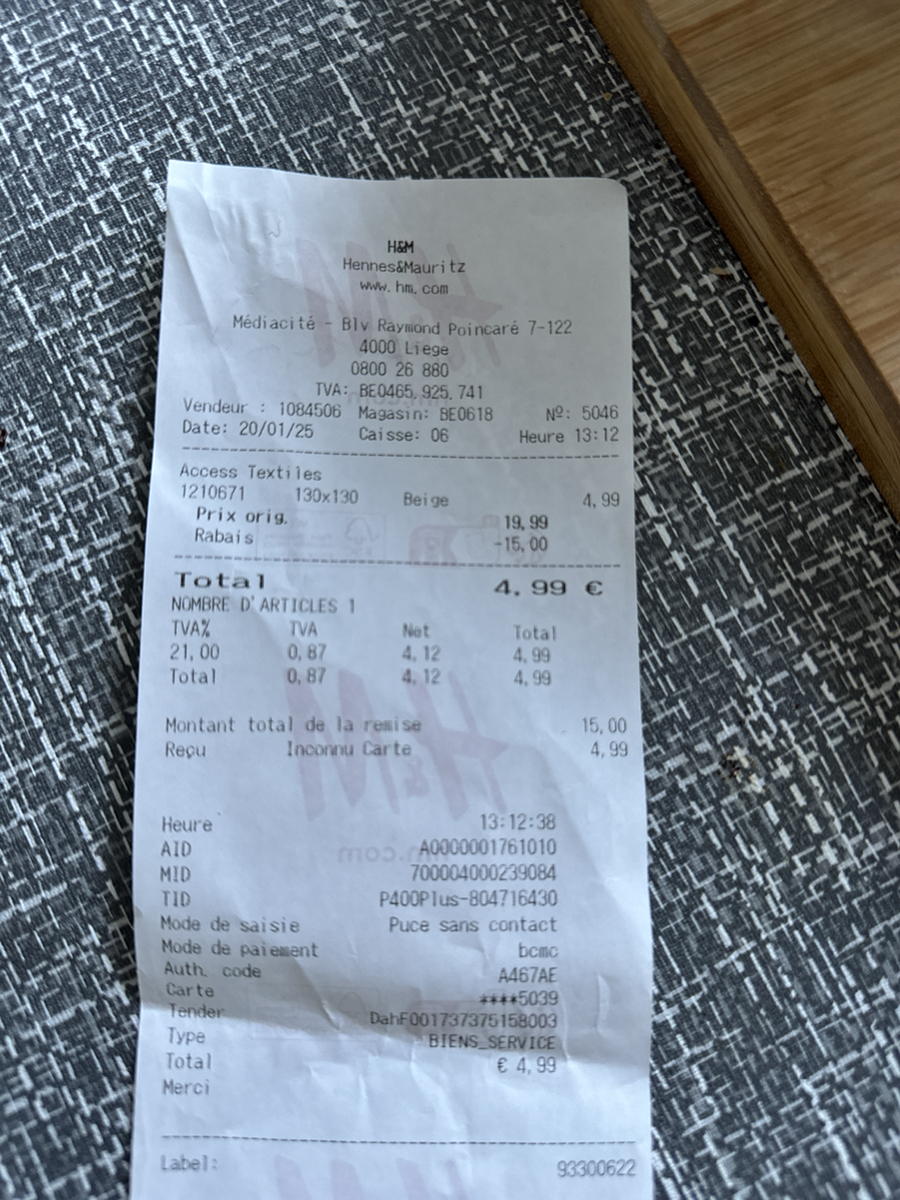 H&M
Hennes&Mauritz
www.hm.com
Médiacité - Blv Raymond Poincaré 7-122
4000 Liege
0800 26 880
TVA: BE0465.925.741
Vendeur : 1084506 Magasin: BE0618 Nº: 5046
Date: 20/01/25 Caisse: 06 Heure 13:12
Access Textiles
1210671 130x130 Beige 4,99
Prix orig. 19,99
Rabais -15,00
Total 4,99 €
NOMBRE D'ARTICLES 1
TVA% TVA Net Total
21,00 0,87 4,12 4,99
Total 0,87 4,12 4,99
Montant total de la remise 15,00
Reçu Inconnu Carte 4,99
Heure 13:12:38
AID A0000001761010
MID 700004000239084
TID P400Plus-804716430
Mode de saisie Puce sans contact
Mode de paiement bcmc
Auth. code A467AE
Carte ****5039
Tender DahF001737375158003
Type BIENS_SERVICE
Total € 4,99
Merci
Label: 93300622